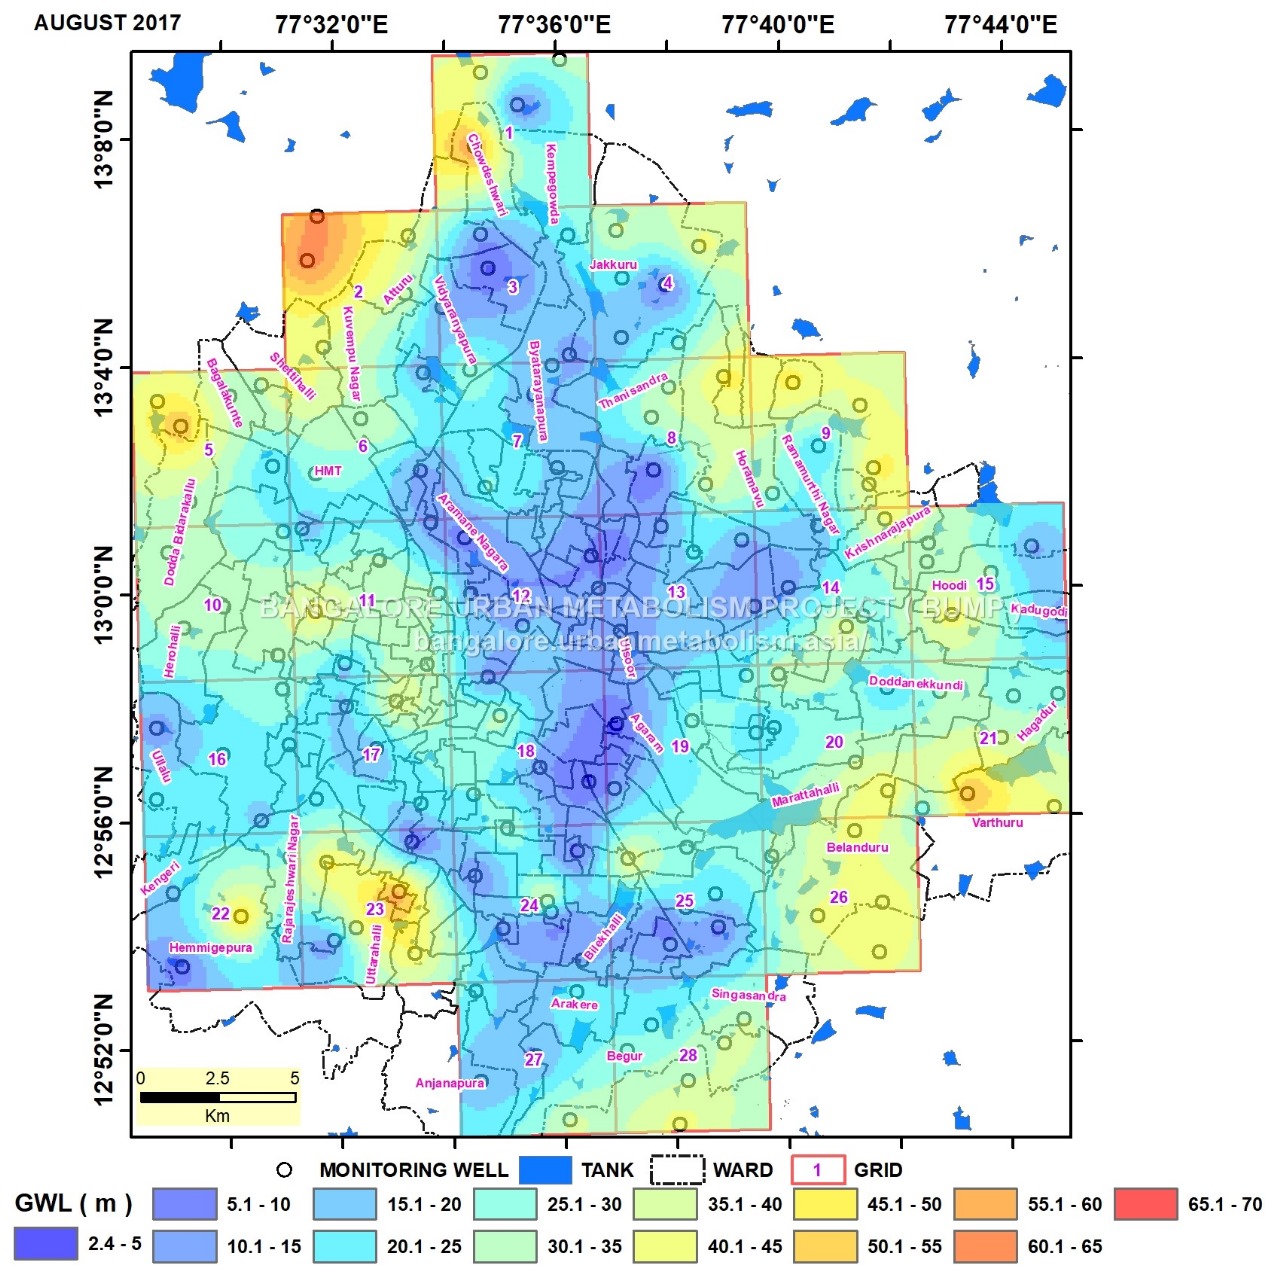 AUGUST 2017
77°32'0"E
77°36'0"E
77°40'0"E
77°44'0"E
13°8'0"N
13°4'0"N
13°0'0"N
12°56'0"N
12°52'0"N
1
Chowdeshwari
Kempegowda
2
Atturu
Vidyaranyapura
3
Jakkuru
4
Kuvempu Nagar
Shettihalli
Bagalakunte
Byatarayanapura
Thanisandra
5
6
HMT
7
8
9
Horamavu
Ramamurthi Nagar
Dodda Bidarakallu
Aramane Nagara
Krishnarajapura
10
11
12
13
14
Hoodi
15
Kadugodi
BANGALORE URBAN METABOLISM PROJECT ( BUMP )
bangalore.urbanmetabolism.asia/
Herohalli
Ulsoor
Doddanekkundi
Hagadur
Agaram
16
17
18
19
20
21
Ullalu
Marattahalli
Varthuru
Belanduru
Kengeri
Rajarajeshwari Nagar
22
23
24
25
26
Hemmigepura
Uttarahalli
Bilekhalli
Arakere
Singasandra
27
Begur
28
Anjanapura
0 2.5 5
Km
MONITORING WELL
TANK
WARD
1
GRID
GWL ( m )
5.1 - 10
15.1 - 20
25.1 - 30
35.1 - 40
45.1 - 50
55.1 - 60
65.1 - 70
2.4 - 5
10.1 - 15
20.1 - 25
30.1 - 35
40.1 - 45
50.1 - 55
60.1 - 65